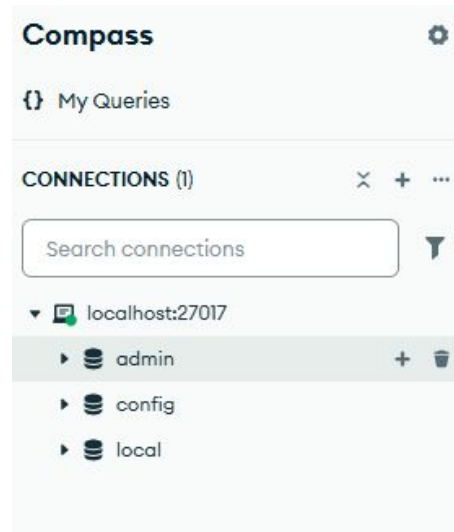 Compass
{} My Queries
CONNECTIONS (1)
Search connections
localhost:27017
admin
config
local